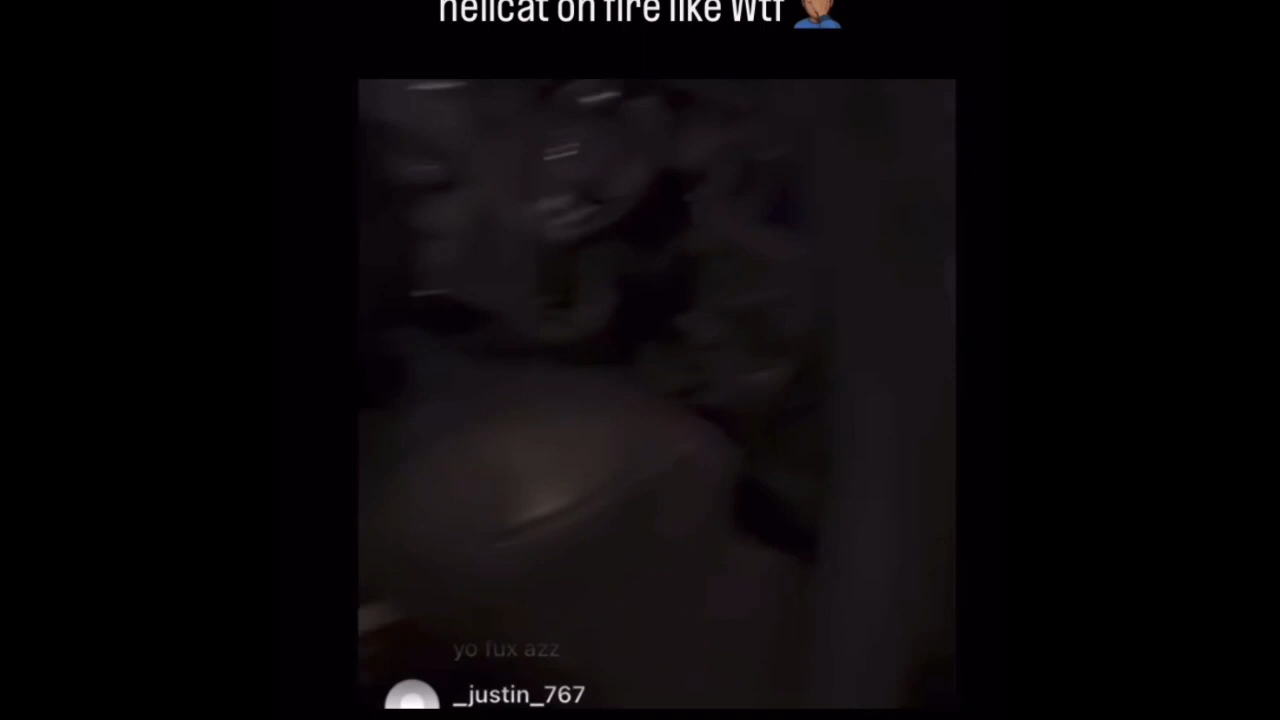 hellcat on fire like Wtf 🤦🏽‍♂️
yo fux azz
_justin_767